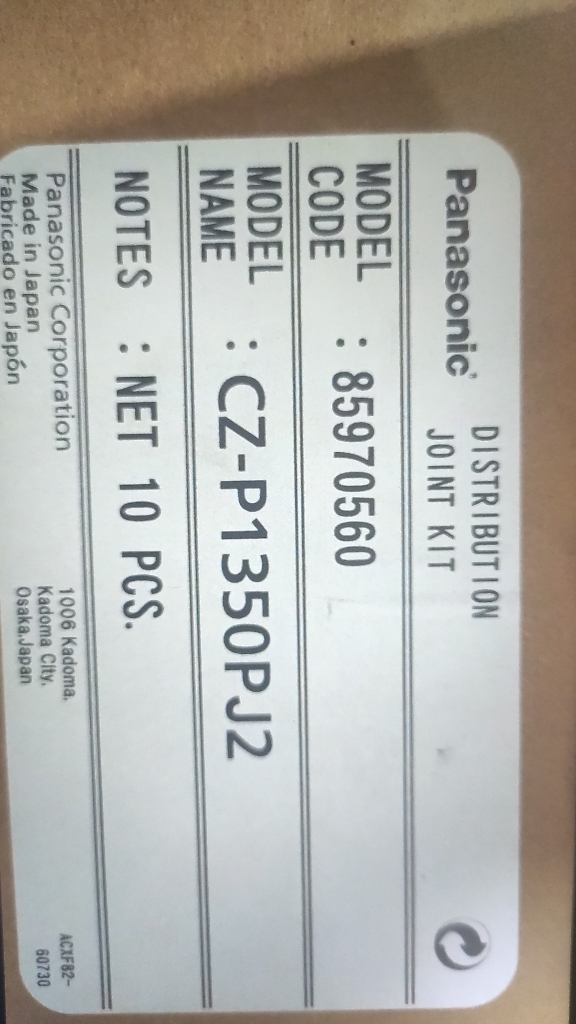 Panasonic
DISTRIBUTION
JOINT KIT
MODEL
CODE : 85970560
MODEL
NAME : CZ-P1350PJ2
NOTES : NET 10 PCS.
Panasonic Corporation
Made in Japan
Fabricado en Japón
1006 Kadoma,
Kadoma City,
Osaka,Japan
ACXF82-
60730